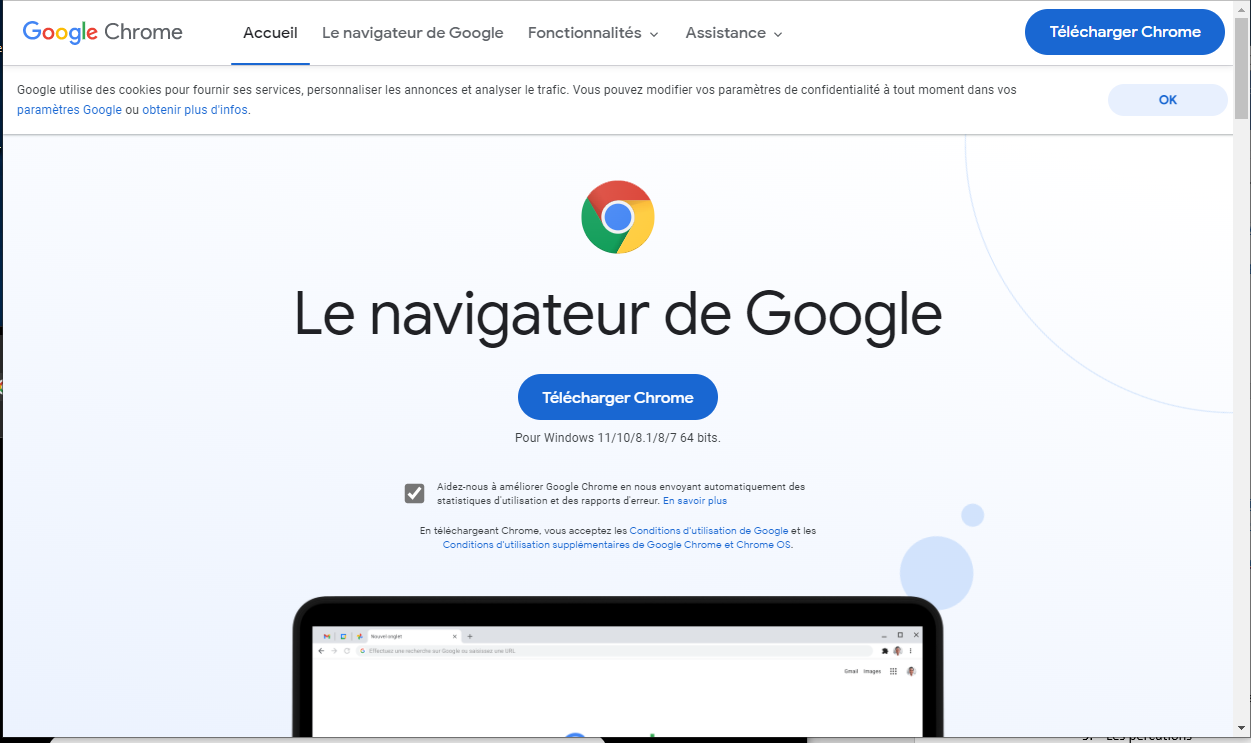 Google Chrome
Accueil
Le navigateur de Google
Fonctionnalités
Assistance
Télécharger Chrome
Google utilise des cookies pour fournir ses services, personnaliser les annonces et analyser le trafic. Vous pouvez modifier vos paramètres de confidentialité à tout moment dans vos
paramètres Google ou obtenir plus d'infos.
OK
Le navigateur de Google
Télécharger Chrome
Pour Windows 11/10/8.1/8/7 64 bits.
Aidez-nous à améliorer Google Chrome en nous envoyant automatiquement des
statistiques d'utilisation et des rapports d'erreur. En savoir plus
En téléchargeant Chrome, vous acceptez les Conditions d'utilisation de Google et les
Conditions d'utilisation supplémentaires de Google Chrome et Chrome OS.
Nouvel onglet
Effectuez une recherche sur Google ou saisissez une URL
Gmail Images
Les percutions